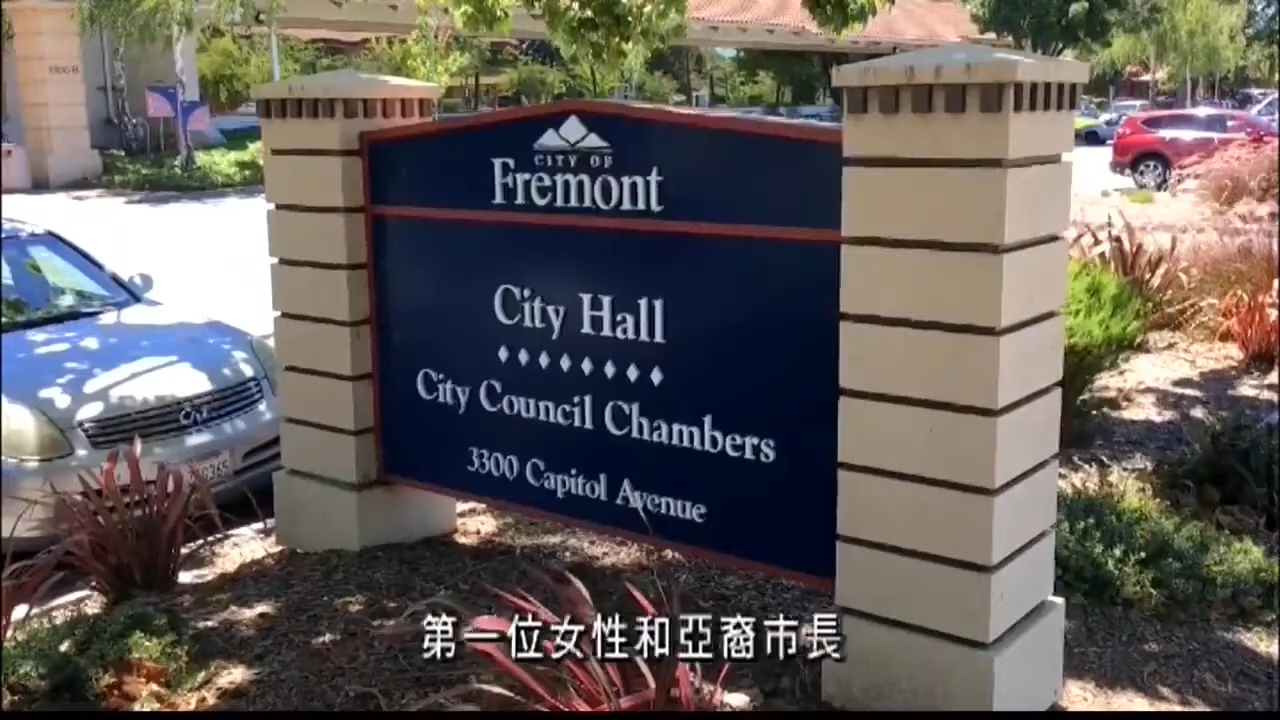 CITY OF
Fremont
City Hall
City Council Chambers
3300 Capitol Avenue
第一位女性和亞裔市長